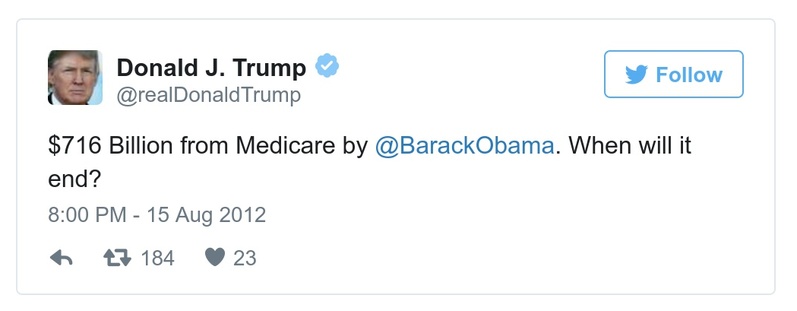 Donald J. Trump
@realDonaldTrump
Follow
$716 Billion from Medicare by @BarackObama. When will it
end?
8:00 PM - 15 Aug 2012
184 23